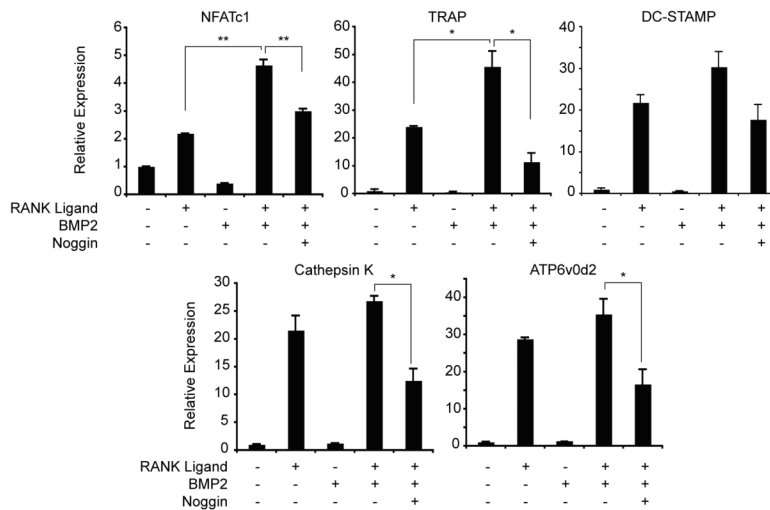 NFATc1
TRAP
DC-STAMP
** **
* *
Relative Expression
6
5
4
3
2
1
0
60
50
40
30
20
10
0
40
30
20
10
0
RANK Ligand - + - + + - + - + + - + - + +
BMP2 - - + + + - - + + + - - + + +
Noggin - - - - + - - - - + - - - - +
Cathepsin K
ATP6v0d2
*
*
Relative Expression
30
25
20
15
10
5
0
40
30
20
10
0
RANK Ligand - + - + + - + - + +
BMP2 - - + + + - - + + +
Noggin - - - - + - - - - +